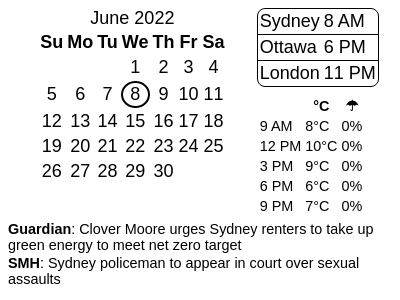 June 2022
Su Mo Tu We Th Fr Sa
1 2 3 4
5 6 7 8 9 10 11
12 13 14 15 16 17 18
19 20 21 22 23 24 25
26 27 28 29 30
Sydney 8 AM
Ottawa 6 PM
London 11 PM
°C ☂
9 AM 8°C 0%
12 PM 10°C 0%
3 PM 9°C 0%
6 PM 6°C 0%
9 PM 7°C 0%
Guardian: Clover Moore urges Sydney renters to take up
green energy to meet net zero target
SMH: Sydney policeman to appear in court over sexual
assaults